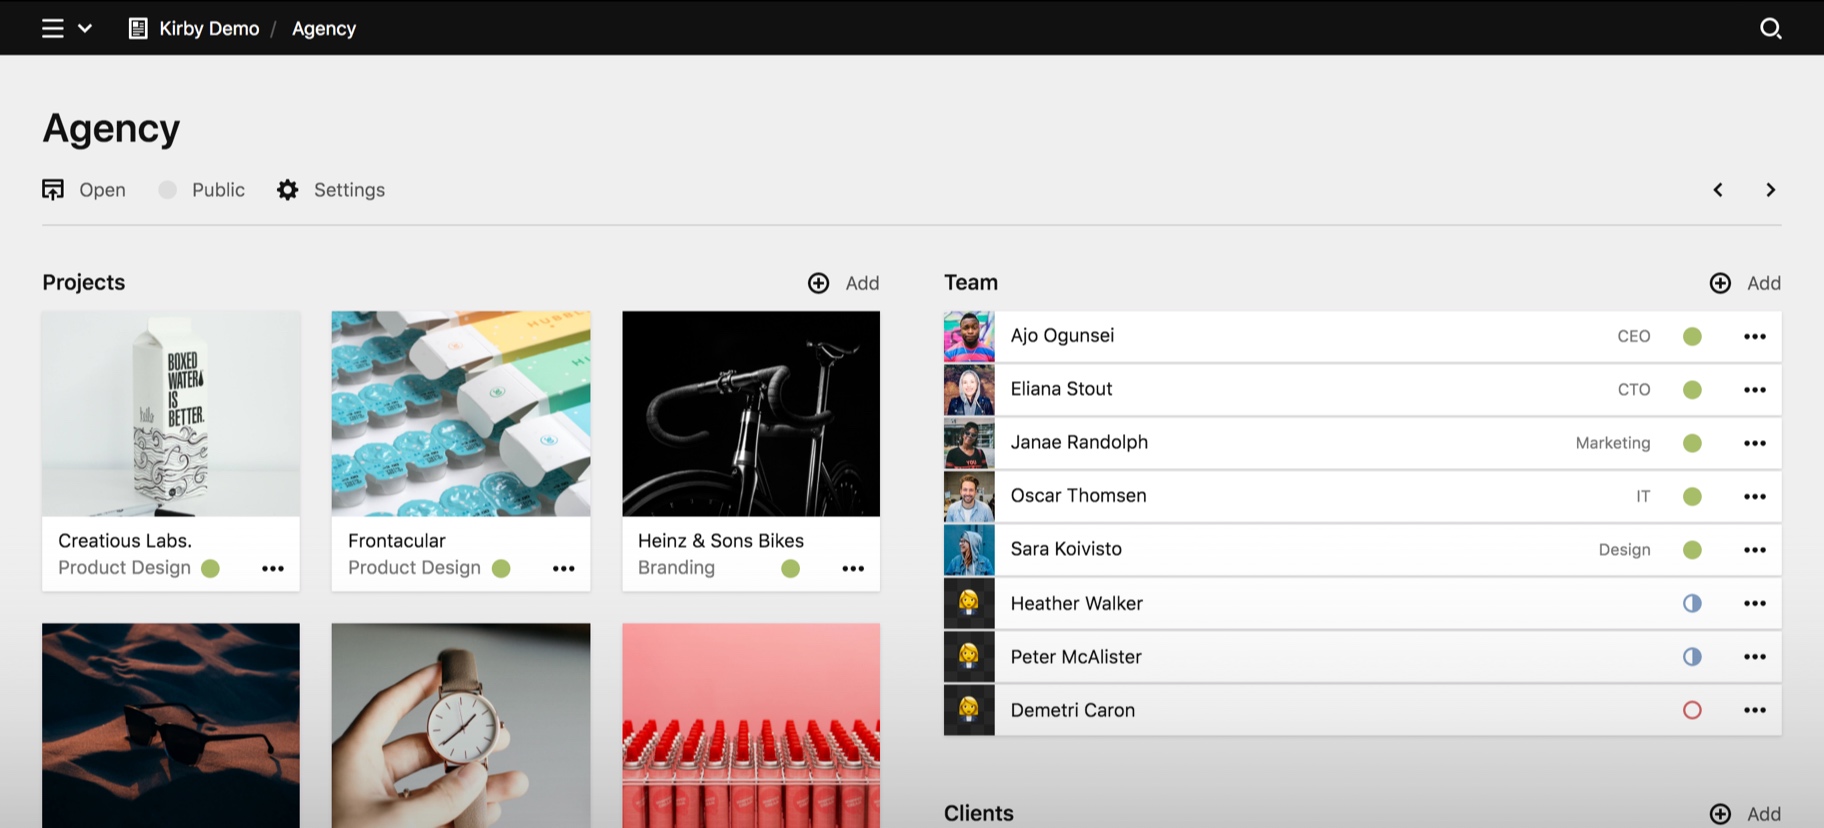 Kirby Demo / Agency
Agency
Open Public Settings
Projects Add
BOXED
WATER
IS
BETTER.
hello
HUBBL
Creatious Labs.
Product Design
Frontacular
Product Design
Heinz & Sons Bikes
Branding
Team Add
Ajo Ogunsei CEO
Eliana Stout CTO
Janae Randolph Marketing
Oscar Thomsen IT
Sara Koivisto Design
Heather Walker
Peter McAlister
Demetri Caron
Clients Add